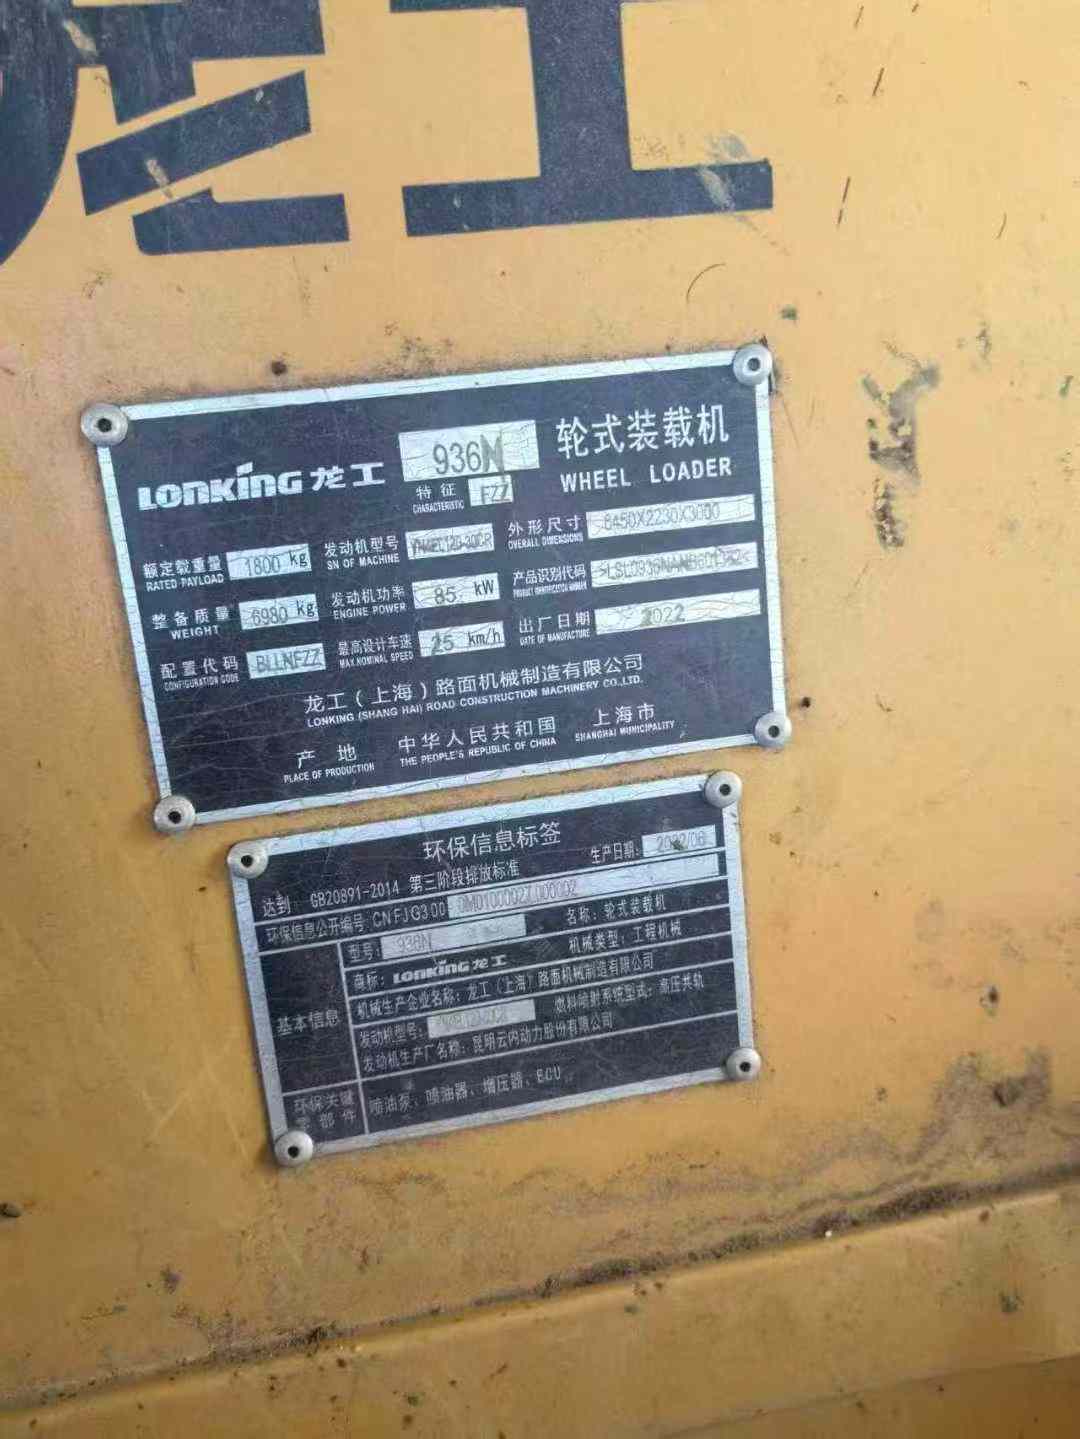 龙工
LONKING 龙工 936N 轮式装载机
WHEEL LOADER
特征 FZZ
CHARACTERISTIC
额定载重量 1800 kg 发动机型号 外形尺寸 6450X2230X3000
RATED PAYLOAD SN OF MACHINE OVERALL DIMENSIONS
整备质量 6980 kg 发动机功率 85 kW 产品识别代码
WEIGHT ENGINE POWER PRODUCT IDENTIFICATION NUMBER
配置代码 BLLNFZZ 最高设计车速 25 km/h 出厂日期 2022
CONFIGURATION CODE MAX.NOMINAL SPEED DATE OF MANUFACTURE
龙工(上海)路面机械制造有限公司
LONKING (SHANG HAI) ROAD CONSTRUCTION MACHINERY CO.,LTD.
产地 中华人民共和国 上海市
PLACE OF PRODUCTION THE PEOPLE'S REPUBLIC OF CHINA SHANGHAI MUNICIPALITY
环保信息标签
达到 GB20891-2014 第三阶段排放标准 生产日期: 2022/06
环保信息公开编号 CNFJG300
基本信息
型号: 936N 名称: 轮式装载机
商标: LONKING 龙工 机械类型: 工程机械
机械生产企业名称: 龙工(上海)路面机械制造有限公司
发动机型号: 燃料喷射系统型式: 高压共轨
发动机生产厂名称: 昆明云内动力股份有限公司
环保关键零部件
喷油泵、喷油器、增压器、ECU